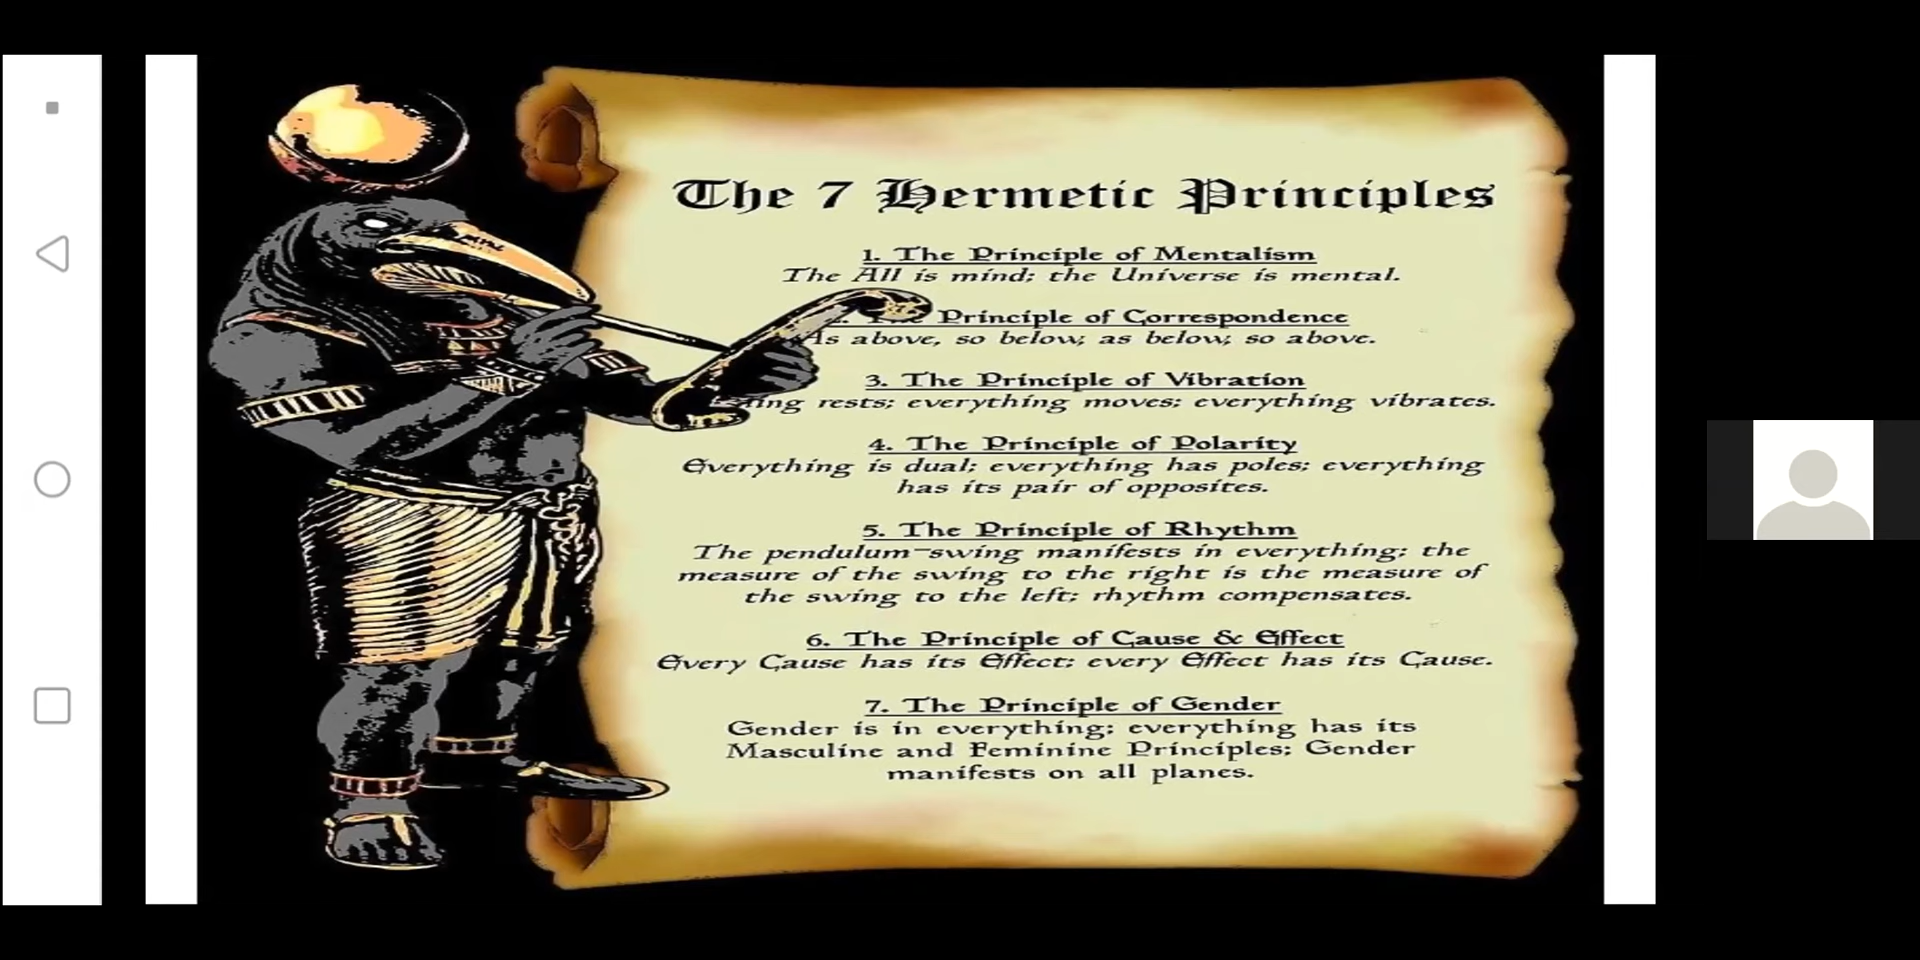 The 7 Hermetic Principles
1. The Principle of Mentalism
The All is mind; the Universe is mental.
Principle of Correspondence
As above, so below; as below, so above.
3. The Principle of Vibration
rests; everything moves; everything vibrates.
4. The Principle of Polarity
Everything is dual; everything has poles; everything
has its pair of opposites.
5. The Principle of Rhythm
The pendulum-swing manifests in everything; the
measure of the swing to the right is the measure of
the swing to the left; rhythm compensates.
6. The Principle of Cause & Effect
Every Cause has its Effect; every Effect has its Cause.
7. The Principle of Gender
Gender is in everything; everything has its
Masculine and Feminine Principles; Gender
manifests on all planes.